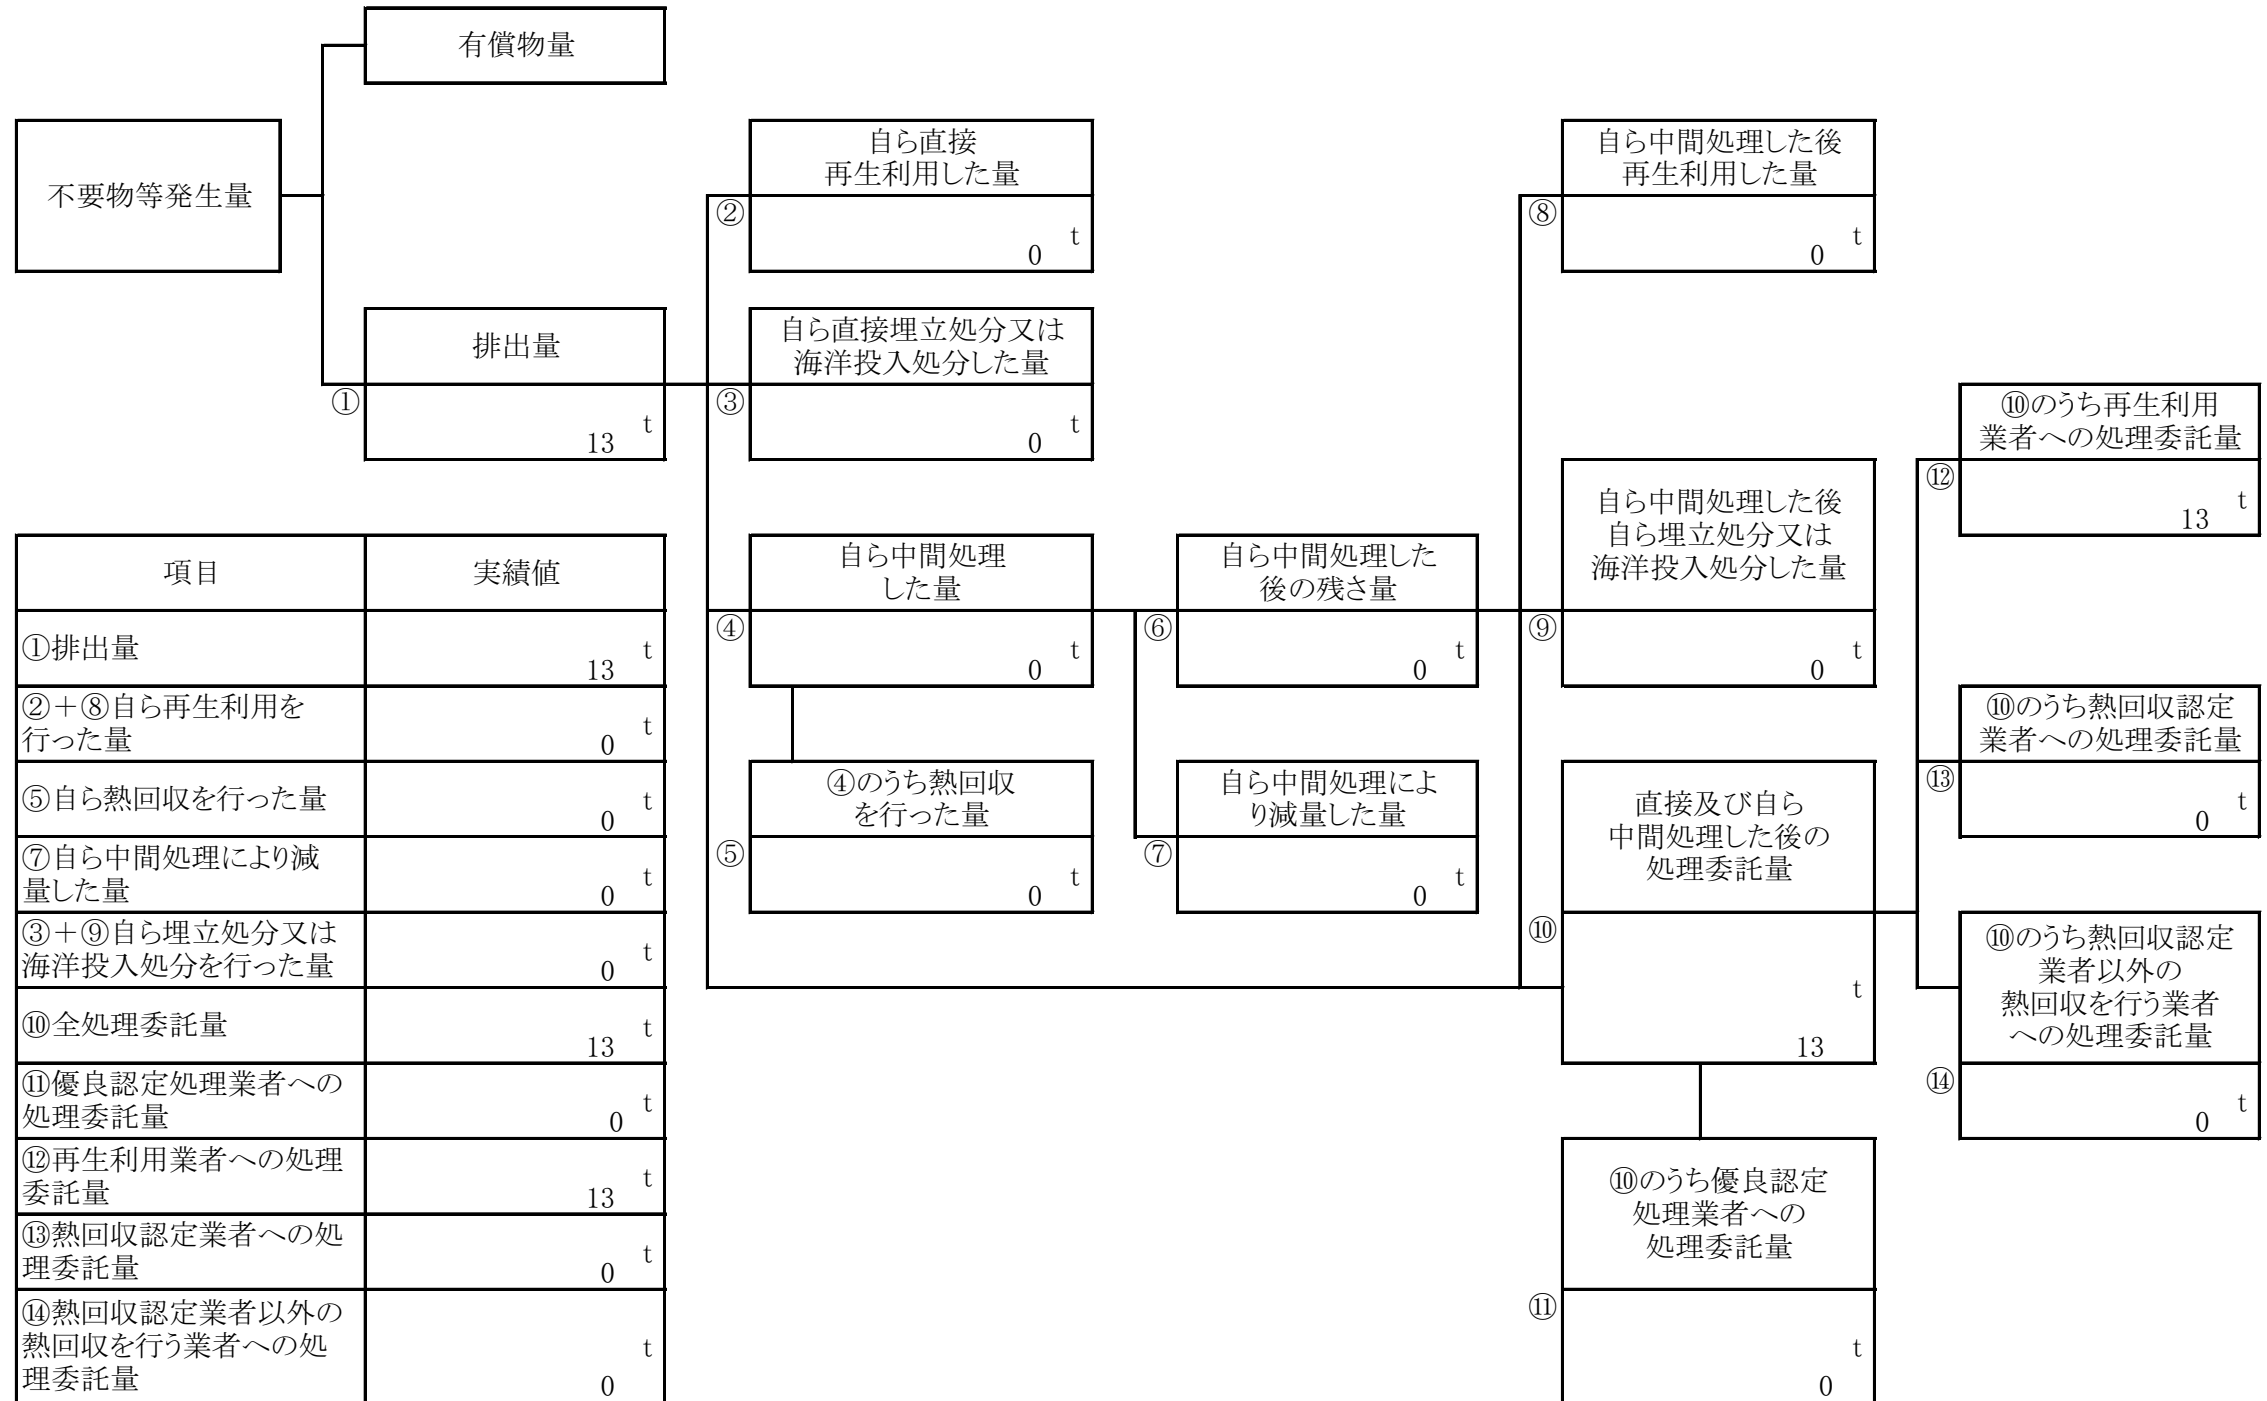 有償物量
不要物等発生量
自ら直接
再生利用した量
②
t
0
自ら中間処理した後
再生利用した量
⑧
t
0
排出量
①
t
13
自ら直接埋立処分又は
海洋投入処分した量
③
t
0
⑩のうち再生利用
業者への処理委託量
⑫
t
13
自ら中間処理した後
自ら埋立処分又は
海洋投入処分した量
⑨
t
0
自ら中間処理
した量
④
t
0
自ら中間処理した
後の残さ量
⑥
t
0
⑩のうち熱回収認定
業者への処理委託量
⑬
t
0
④のうち熱回収
を行った量
⑤
t
0
自ら中間処理によ
り減量した量
⑦
t
0
直接及び自ら
中間処理した後の
処理委託量
⑩
t
13
⑩のうち熱回収認定
業者以外の
熱回収を行う業者
への処理委託量
⑭
t
0
⑩のうち優良認定
処理業者への
処理委託量
⑪
t
0
項目 実績値
①排出量
t
13
②＋⑧自ら再生利用を
行った量
t
0
⑤自ら熱回収を行った量
t
0
⑦自ら中間処理により減
量した量
t
0
③＋⑨自ら埋立処分又は
海洋投入処分を行った量
t
0
⑩全処理委託量
t
13
⑪優良認定処理業者への
処理委託量
t
0
⑫再生利用業者への処理
委託量
t
13
⑬熱回収認定業者への処
理委託量
t
0
⑭熱回収認定業者以外の
熱回収を行う業者への処
理委託量
t
0